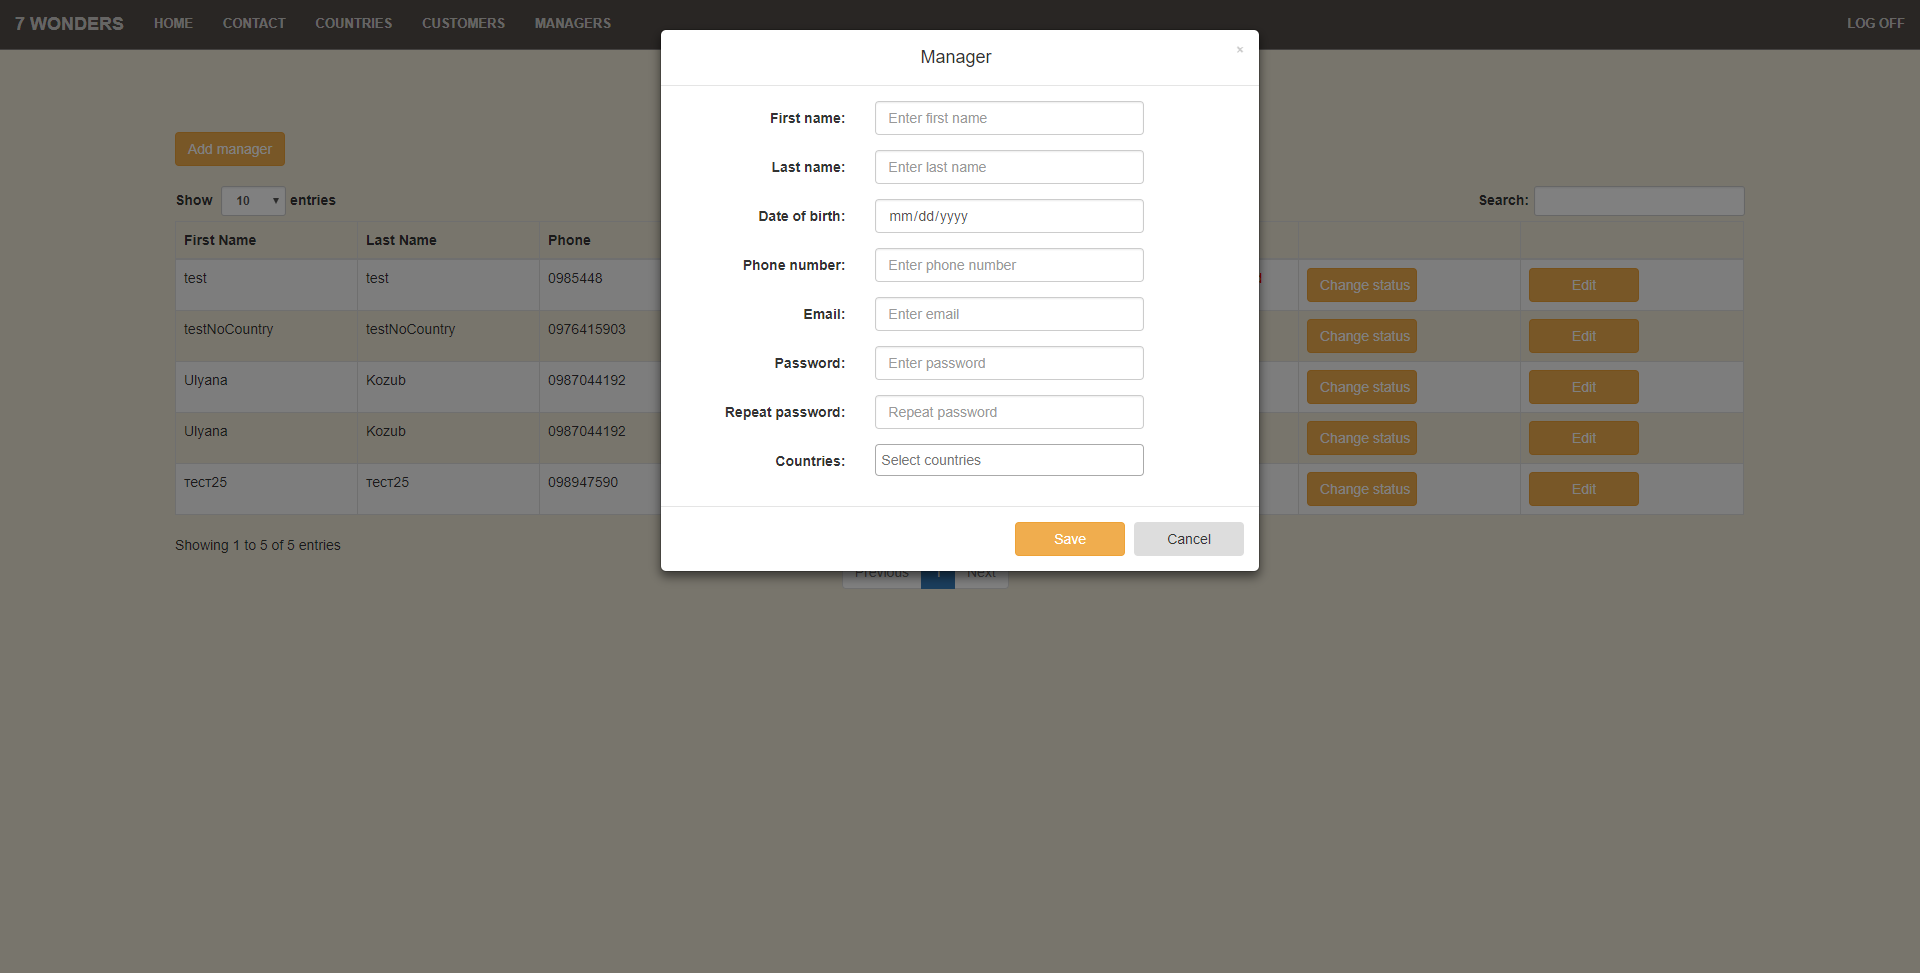 7 WONDERS HOME CONTACT COUNTRIES CUSTOMERS MANAGERS LOG OFF
Manager ×
First name: Enter first name
Last name: Enter last name
Date of birth: mm/dd/yyyy
Phone number: Enter phone number
Email: Enter email
Password: Enter password
Repeat password: Repeat password
Countries: Select countries
Save Cancel
Add manager
Show 10 entries Search:
First Name Last Name Phone
test test 0985448 Change status Edit
testNoCountry testNoCountry 0976415903 Change status Edit
Ulyana Kozub 0987044192 Change status Edit
Ulyana Kozub 0987044192 Change status Edit
тест25 тест25 098947590 Change status Edit
Showing 1 to 5 of 5 entries
Previous 1 Next